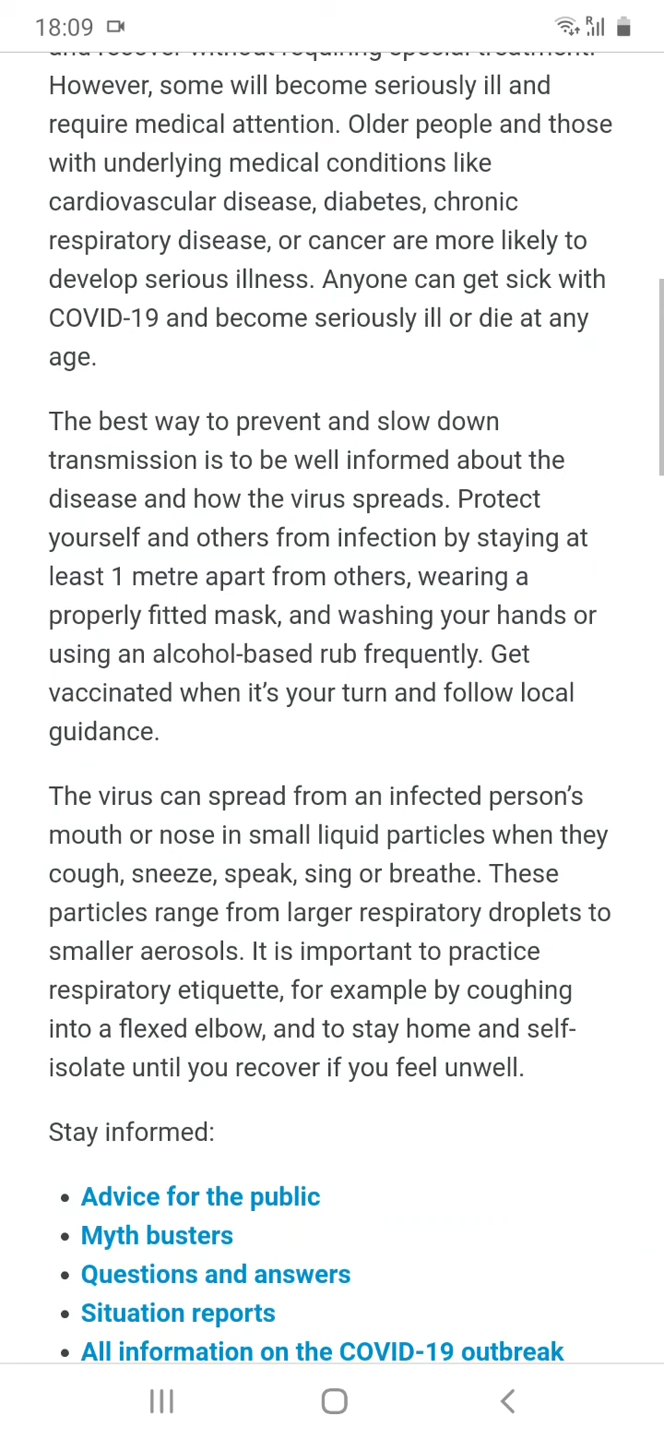 18:09
and recover without requiring special treatment.
However, some will become seriously ill and
require medical attention. Older people and those
with underlying medical conditions like
cardiovascular disease, diabetes, chronic
respiratory disease, or cancer are more likely to
develop serious illness. Anyone can get sick with
COVID-19 and become seriously ill or die at any
age.
The best way to prevent and slow down
transmission is to be well informed about the
disease and how the virus spreads. Protect
yourself and others from infection by staying at
least 1 metre apart from others, wearing a
properly fitted mask, and washing your hands or
using an alcohol-based rub frequently. Get
vaccinated when it’s your turn and follow local
guidance.
The virus can spread from an infected person’s
mouth or nose in small liquid particles when they
cough, sneeze, speak, sing or breathe. These
particles range from larger respiratory droplets to
smaller aerosols. It is important to practice
respiratory etiquette, for example by coughing
into a flexed elbow, and to stay home and self-
isolate until you recover if you feel unwell.
Stay informed:
• Advice for the public
• Myth busters
• Questions and answers
• Situation reports
• All information on the COVID-19 outbreak